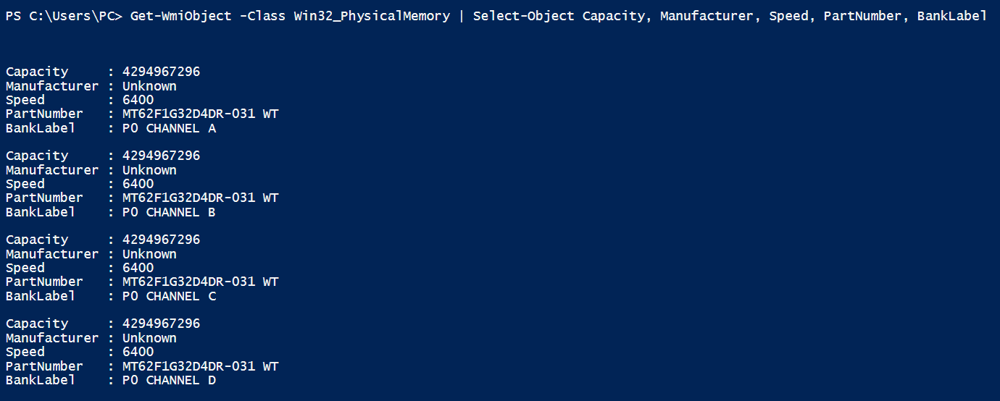 PS C:\Users\PC> Get-WmiObject -Class Win32_PhysicalMemory | Select-Object Capacity, Manufacturer, Speed, PartNumber, BankLabel
Capacity     : 4294967296
Manufacturer : Unknown
Speed        : 6400
PartNumber   : MT62F1G32D4DR-031 WT
BankLabel    : P0 CHANNEL A
Capacity     : 4294967296
Manufacturer : Unknown
Speed        : 6400
PartNumber   : MT62F1G32D4DR-031 WT
BankLabel    : P0 CHANNEL B
Capacity     : 4294967296
Manufacturer : Unknown
Speed        : 6400
PartNumber   : MT62F1G32D4DR-031 WT
BankLabel    : P0 CHANNEL C
Capacity     : 4294967296
Manufacturer : Unknown
Speed        : 6400
PartNumber   : MT62F1G32D4DR-031 WT
BankLabel    : P0 CHANNEL D